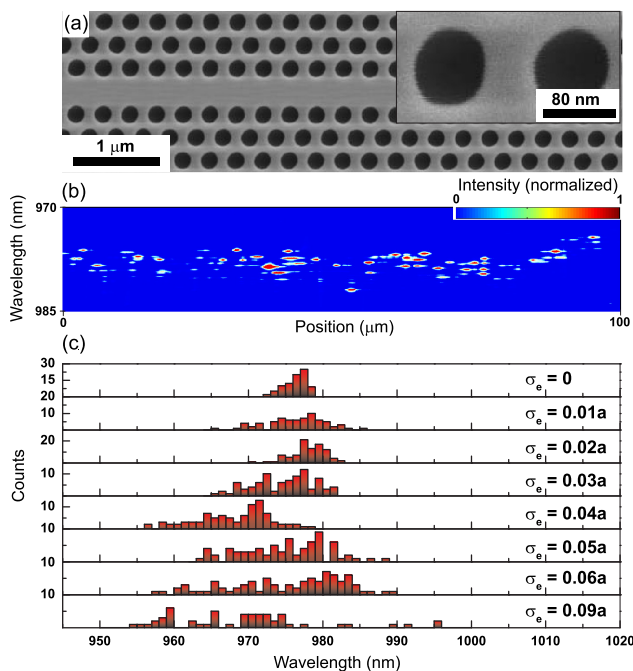 (a)
1 μm
80 nm
(b)
Intensity (normalized)
0 1
Wavelength (nm)
970
985
0 100
Position (μm)
(c)
Counts
30
15
20
σe = 0
10
σe = 0.01a
20
σe = 0.02a
10
σe = 0.03a
10
σe = 0.04a
10
σe = 0.05a
10
σe = 0.06a
10
σe = 0.09a
950 960 970 980 990 1000 1010 1020
Wavelength (nm)